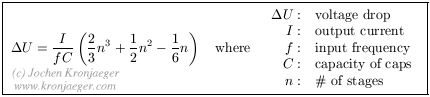 ΔU = I/(fC) (2/3 n³ + 1/2 n² − 1/6 n) where
ΔU : voltage drop
I : output current
f : input frequency
C : capacity of caps
n : # of stages
(c) Jochen Kronjaeger
www.kronjaeger.com